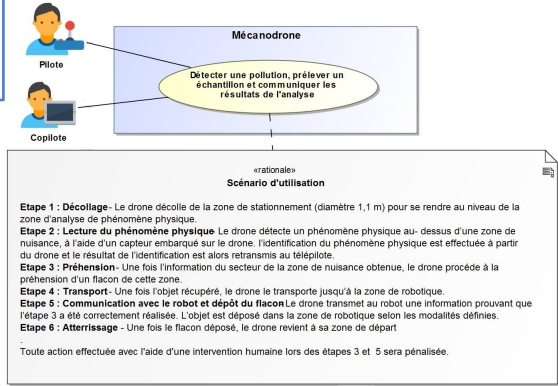 Mécanodrone
Pilote
Détecter une pollution, prélever un
échantillon et communiquer les
résultats de l'analyse
Copilote
«rationale»
Scénario d'utilisation
Etape 1 : Décollage- Le drone décolle de la zone de stationnement (diamètre 1,1 m) pour se rendre au niveau de la
zone d'analyse de phénomène physique.
Etape 2 : Lecture du phénomène physique- Le drone détecte un phénomène physique au- dessus d'une zone de
nuisance, à l'aide d'un capteur embarqué sur le drone. l'identification du phénomène physique est effectuée à partir
du drone et le resultat de l'identification est alors retransmis au télépilote.
Etape 3 : Préhension- Une fois l'information du secteur de la zone de nuisance obtenue, le drone procéde à la
préhension d'un flacon de cette zone.
Etape 4 : Transport- Une fois l'objet récupéré, le drone le transporte jusqu'à la zone de robotique.
Etape 5 : Communication avec le robot et dépôt du flacon Le drone transmet au robot une information prouvant que
l'étape 3 a été correctement réalisée. L'objet est déposé dans la zone de robotique selon les modalités définies.
Etape 6 : Atterrissage - Une fois le flacon déposé, le drone revient à sa zone de départ
.
Toute action effectuée avec l'aide d'une intervention humaine lors des étapes 3 et 5 sera pénalisée.